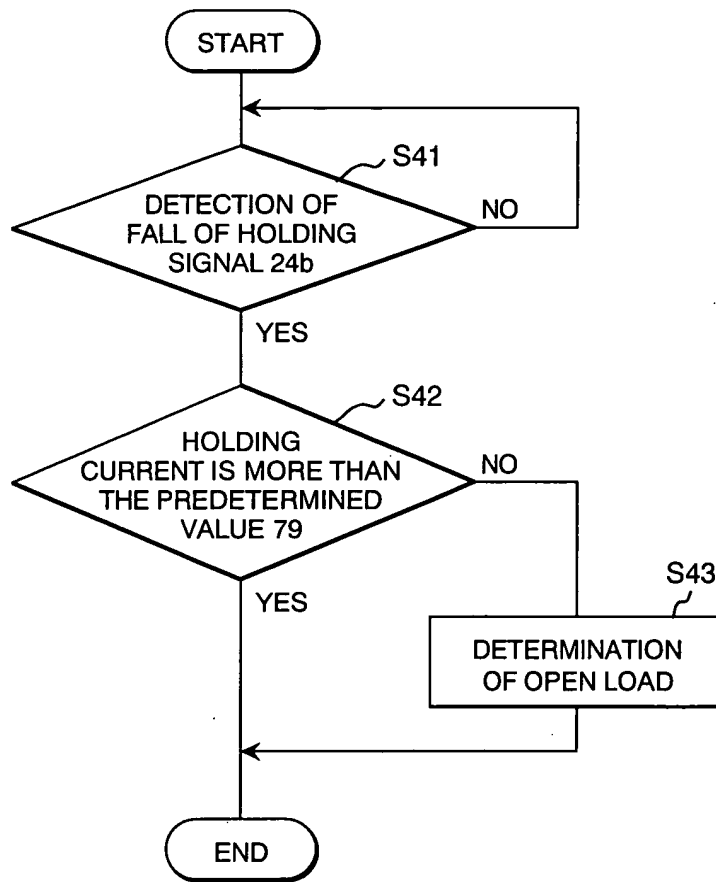 START
S41
DETECTION OF
FALL OF HOLDING
SIGNAL 24b
NO
YES
S42
HOLDING
CURRENT IS MORE THAN
THE PREDETERMINED
VALUE 79
NO
YES
S43
DETERMINATION
OF OPEN LOAD
END